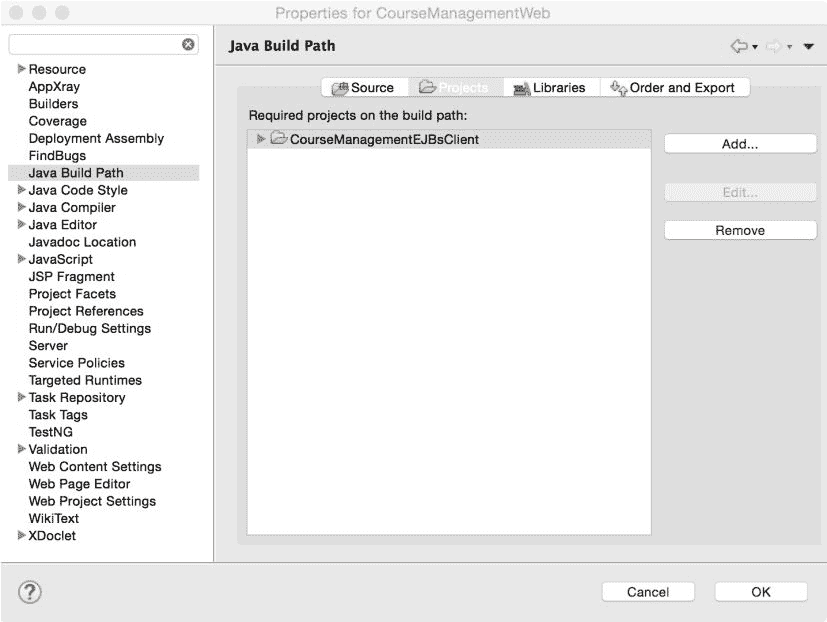 Properties for CourseManagementWeb
Java Build Path
Resource
AppXray
Builders
Coverage
Deployment Assembly
FindBugs
Java Build Path
Java Code Style
Java Compiler
Java Editor
Javadoc Location
JavaScript
JSP Fragment
Project Facets
Project References
Run/Debug Settings
Server
Service Policies
Targeted Runtimes
Task Repository
Task Tags
TestNG
Validation
Web Content Settings
Web Page Editor
Web Project Settings
WikiText
XDoclet
Source Projects Libraries Order and Export
Required projects on the build path:
CourseManagementEJBsClient
Add...
Edit...
Remove
?
Cancel OK